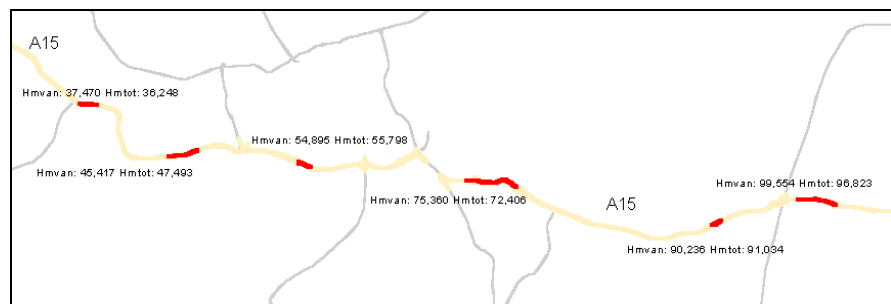 A15
Hmvan: 37,470 Hmtot: 36,248
Hmvan: 54,895 Hmtot: 55,798
Hmvan: 45,417 Hmtot: 47,493
Hmvan: 99,554 Hmtot: 96,823
Hmvan: 75,360 Hmtot: 72,406
A15
Hmvan: 90,236 Hmtot: 91,034